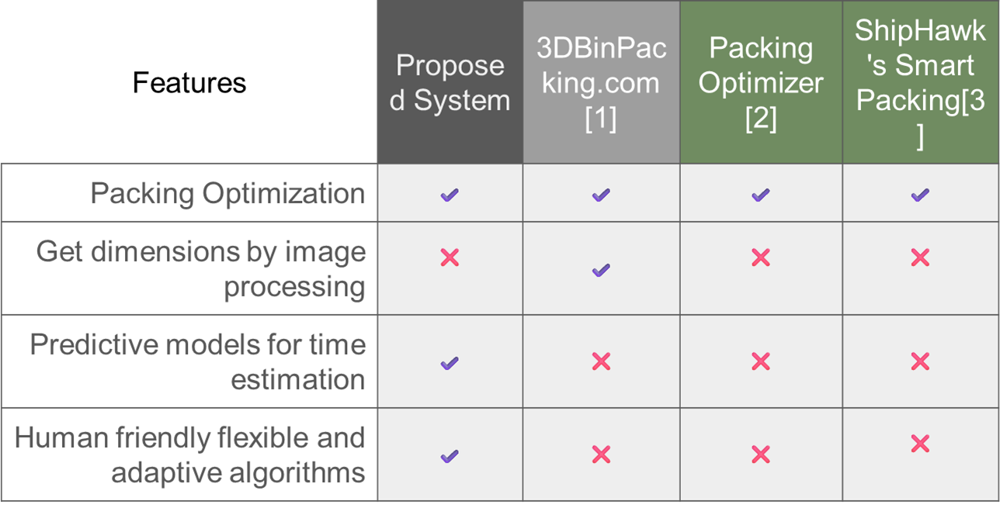 Features
Propose
d System
3DBinPac
king.com
[1]
Packing
Optimizer
[2]
ShipHawk
's Smart
Packing[3
]
Packing Optimization
Get dimensions by image
processing
Predictive models for time
estimation
Human friendly flexible and
adaptive algorithms